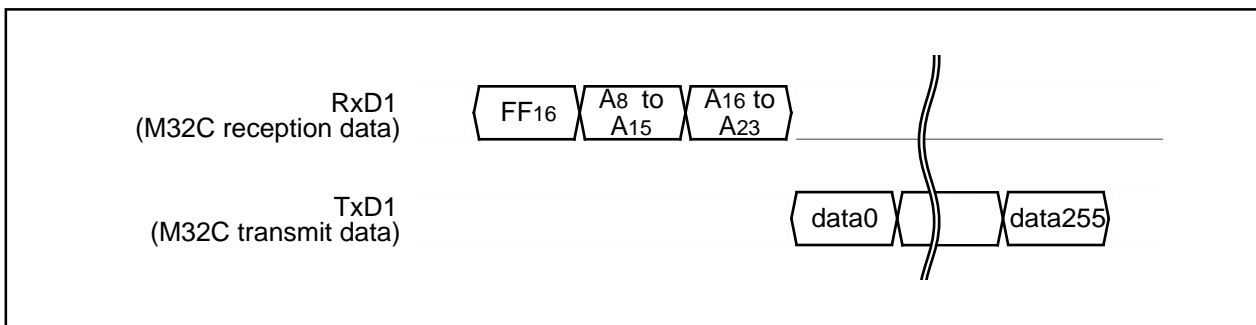 RxD1
(M32C reception data)
FF16
A8 to
A15
A16 to
A23
TxD1
(M32C transmit data)
data0
data255